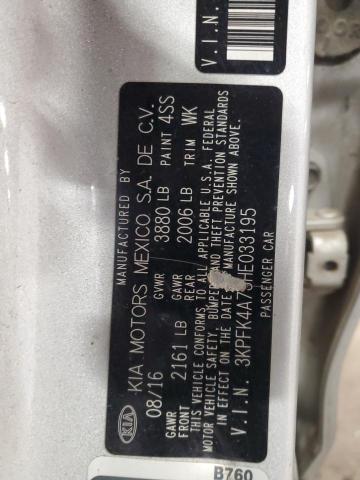 MANUFACTURED BY
KIA KIA MOTORS MEXICO S.A. DE C.V.
08/16 GVWR 3880 LB PAINT 4SS
GAWR FRONT 2161 LB GAWR REAR 2006 LB TRIM WK
THIS VEHICLE CONFORMS TO ALL APPLICABLE U.S.A. FEDERAL
MOTOR VEHICLE SAFETY, BUMPER AND THEFT PREVENTION STANDARDS
IN EFFECT ON THE DATE OF MANUFACTURE SHOWN ABOVE.
V.I.N. HE033195
PASSENGER CAR
V.I.N.
B760